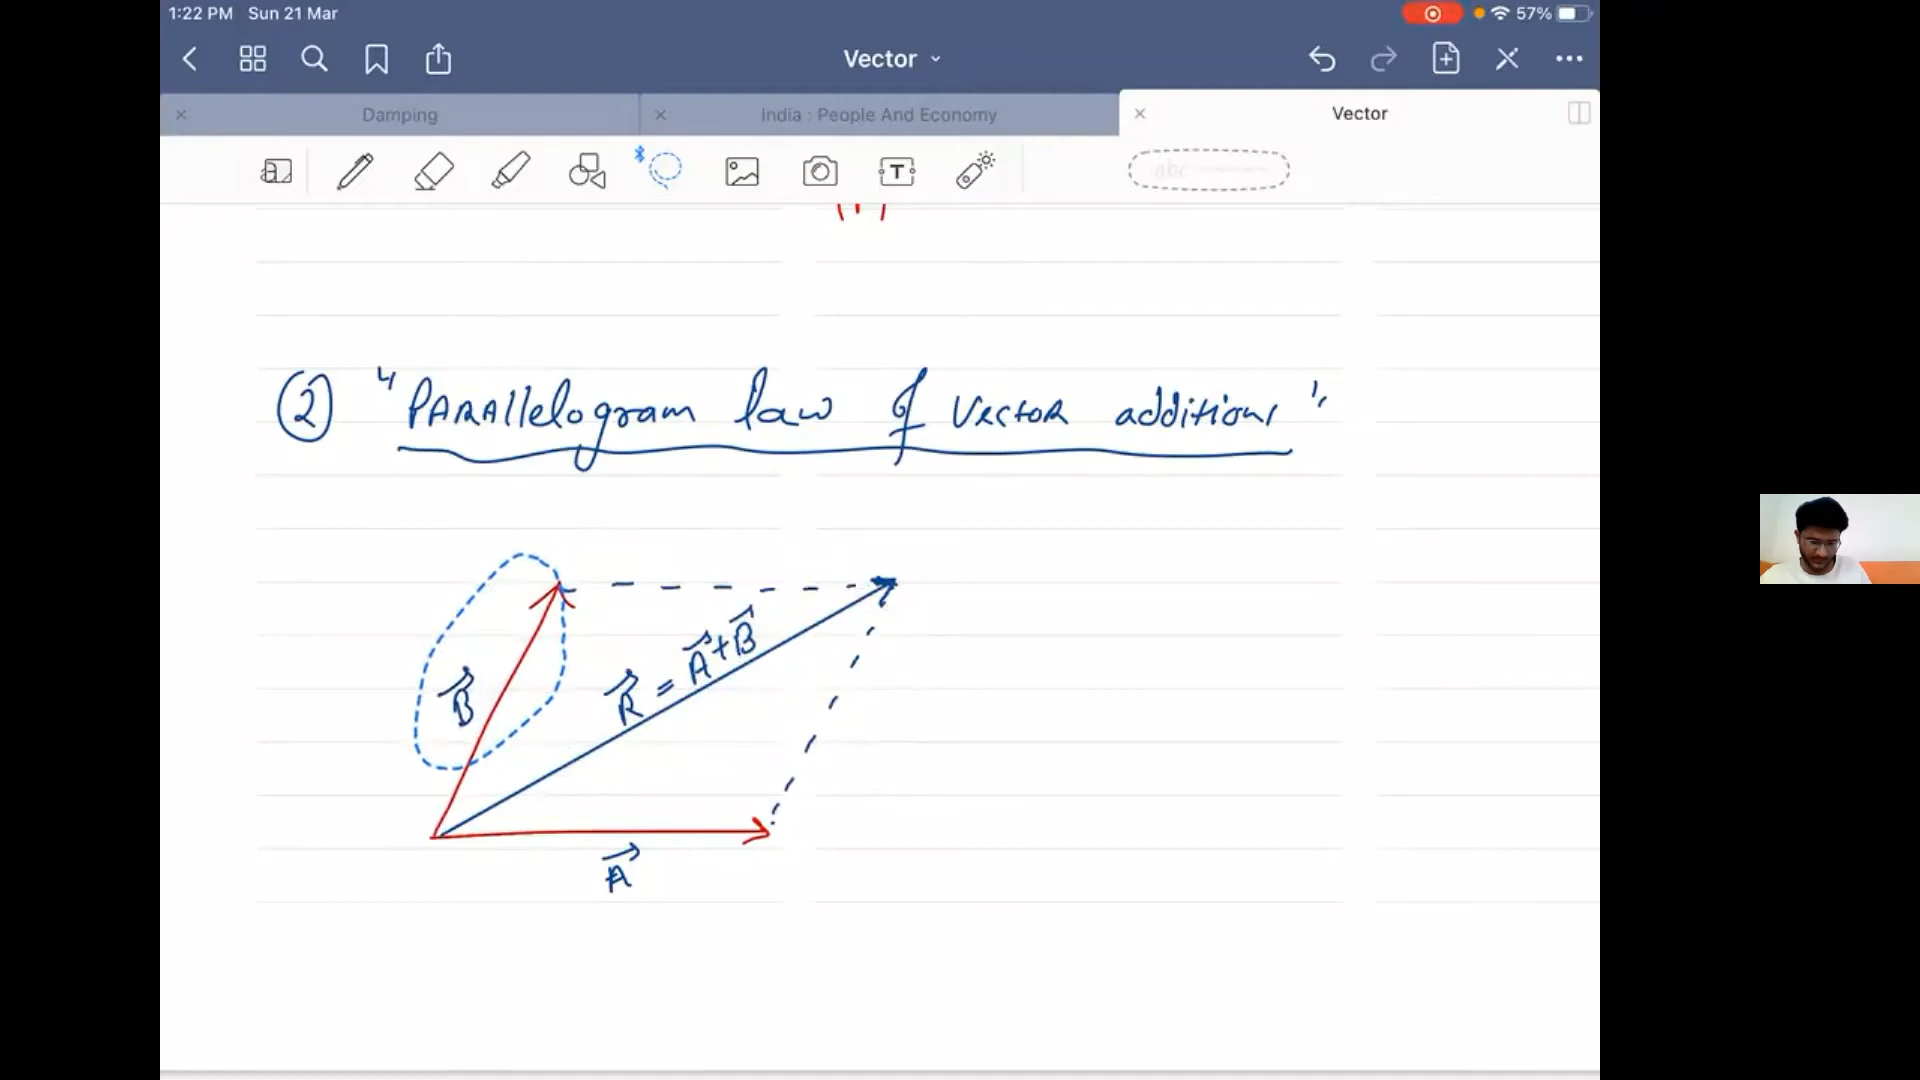 1:22 PM Sun 21 Mar
57%
Vector
Damping
India : People And Economy
Vector
abc
② "PARAllelogram law of Vector addition"
B
R = A+B
A